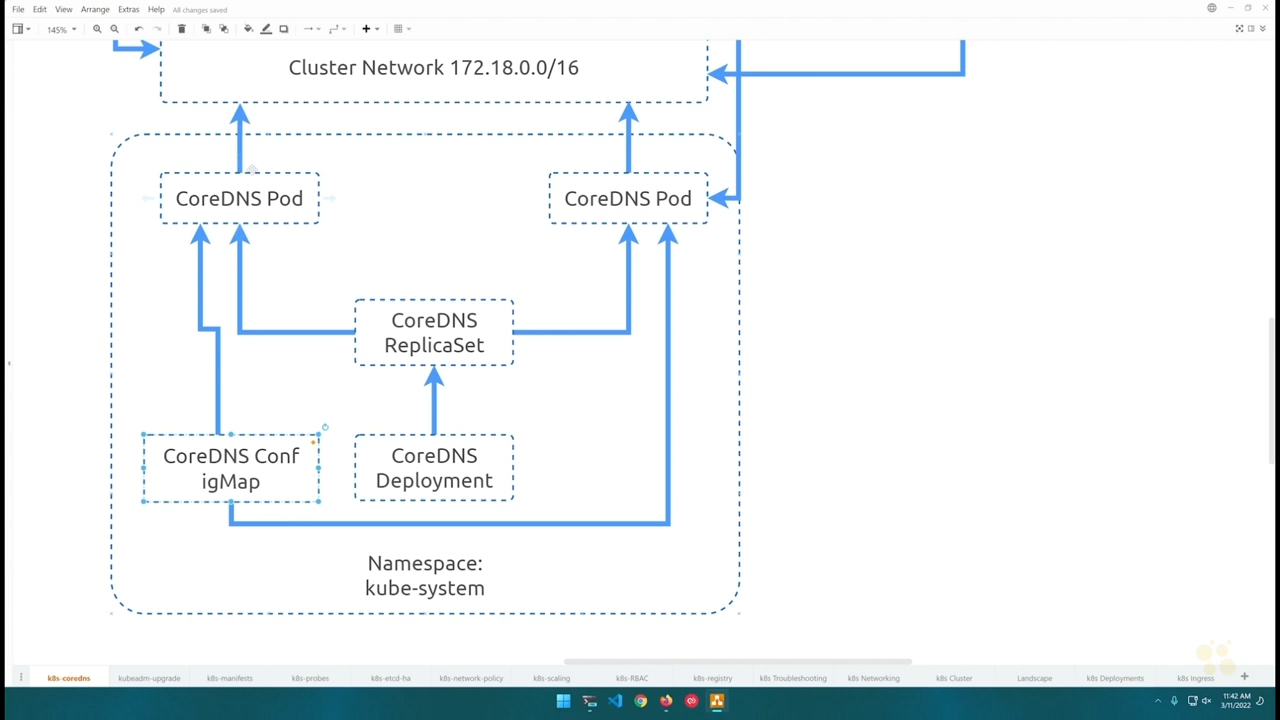 File Edit View Arrange Extras Help All changes saved
145%
Cluster Network 172.18.0.0/16
CoreDNS Pod
CoreDNS Pod
CoreDNS
ReplicaSet
CoreDNS Conf
igMap
CoreDNS
Deployment
Namespace:
kube-system
k8s-coredns kubeadm-upgrade k8s-manifests k8s-probes k8s-etcd-ha k8s-network-policy k8s-scaling k8s-RBAC k8s-registry k8s Troubleshooting k8s Networking k8s Cluster Landscape k8s Deployments k8s Ingress
11:42 AM
3/11/2022